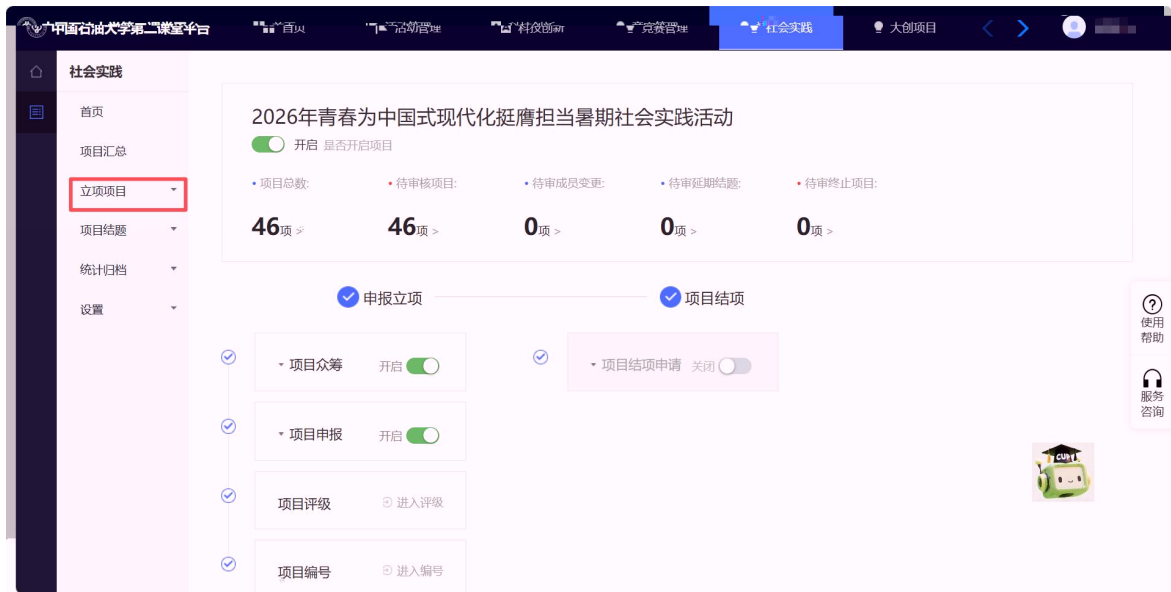 中国石油大学第二课堂平台
首页
活动管理
科创创新
竞赛管理
社会实践
大创项目
社会实践
首页
项目汇总
立项项目
项目结题
统计归档
设置
2026年青春为中国式现代化挺膺担当暑期社会实践活动
开启 是否开启项目
项目总数: 待审核项目: 待审成员变更: 待审延期结题: 待审终止项目:
46项 > 46项 > 0项 > 0项 > 0项 >
申报立项 项目结项
项目众筹 开启
项目结项申请 关闭
项目申报 开启
项目评级 进入评级
项目编号 进入编号
使用
帮助
服务
咨询
CUP